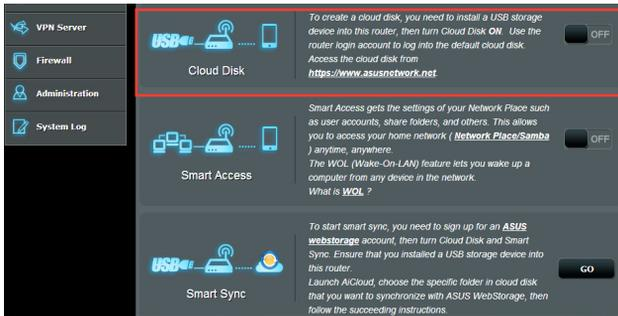 VPN Server
Firewall
Administration
System Log
USB
Cloud Disk
To create a cloud disk, you need to install a USB storage
device into this router, then turn Cloud Disk ON. Use the
router login account to log into the default cloud disk.
Access the cloud disk from
https://www.asusnetwork.net.
OFF
Smart Access
Smart Access gets the settings of your Network Place such
as user accounts, share folders, and others. This allows
you to access your home network ( Network Place/Samba
) anytime, anywhere.
The WOL (Wake-On-LAN) feature lets you wake up a
computer from any device in the network.
What is WOL ?
OFF
USB
Smart Sync
To start smart sync, you need to sign up for an ASUS
webstorage account, then turn Cloud Disk and Smart
Sync. Ensure that you installed a USB storage device into
this router.
Launch AiCloud, choose the specific folder in cloud disk
that you want to synchronize with ASUS WebStorage, then
follow the succeeding instructions.
GO